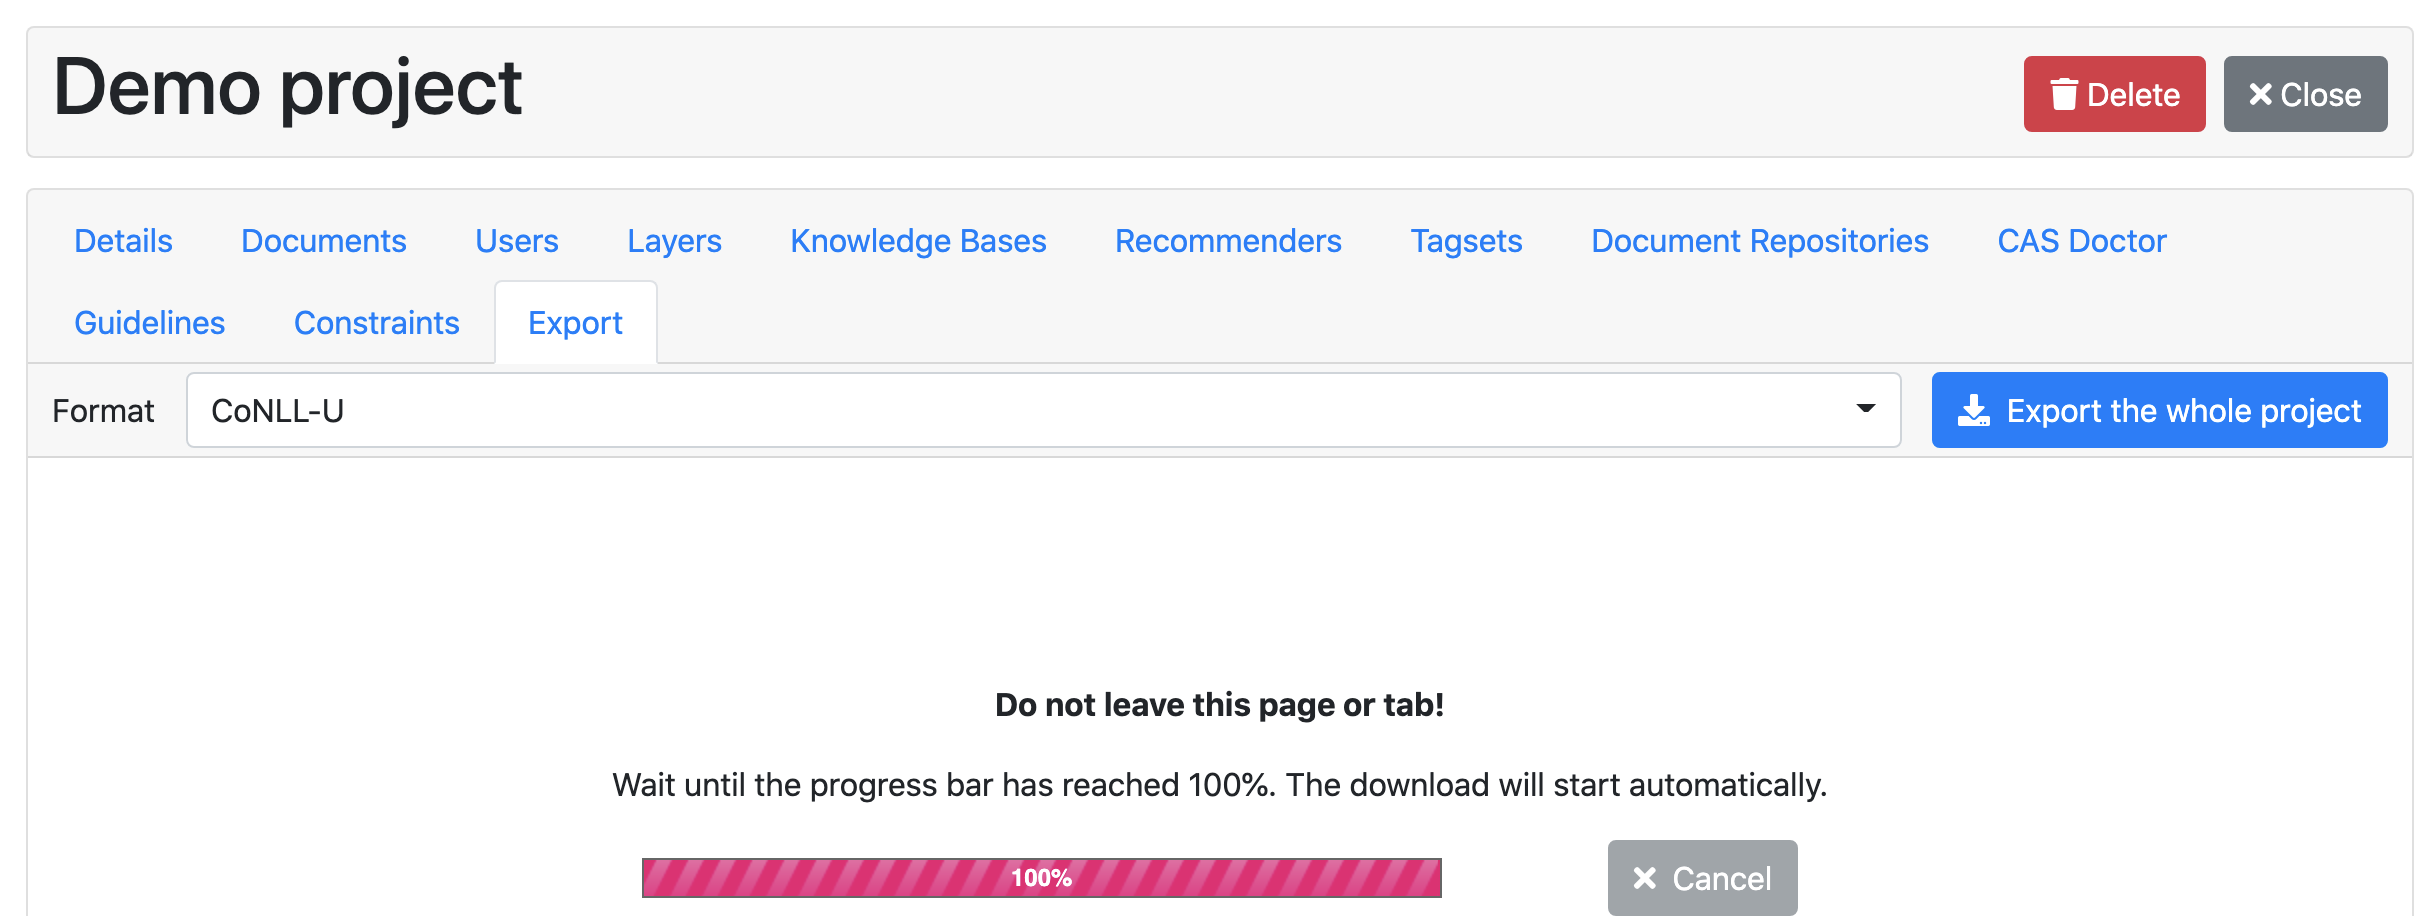 Demo project
Delete
Close
Details Documents Users Layers Knowledge Bases Recommenders Tagsets Document Repositories CAS Doctor
Guidelines Constraints Export
Format CoNLL-U Export the whole project
Do not leave this page or tab!
Wait until the progress bar has reached 100%. The download will start automatically.
100%
Cancel